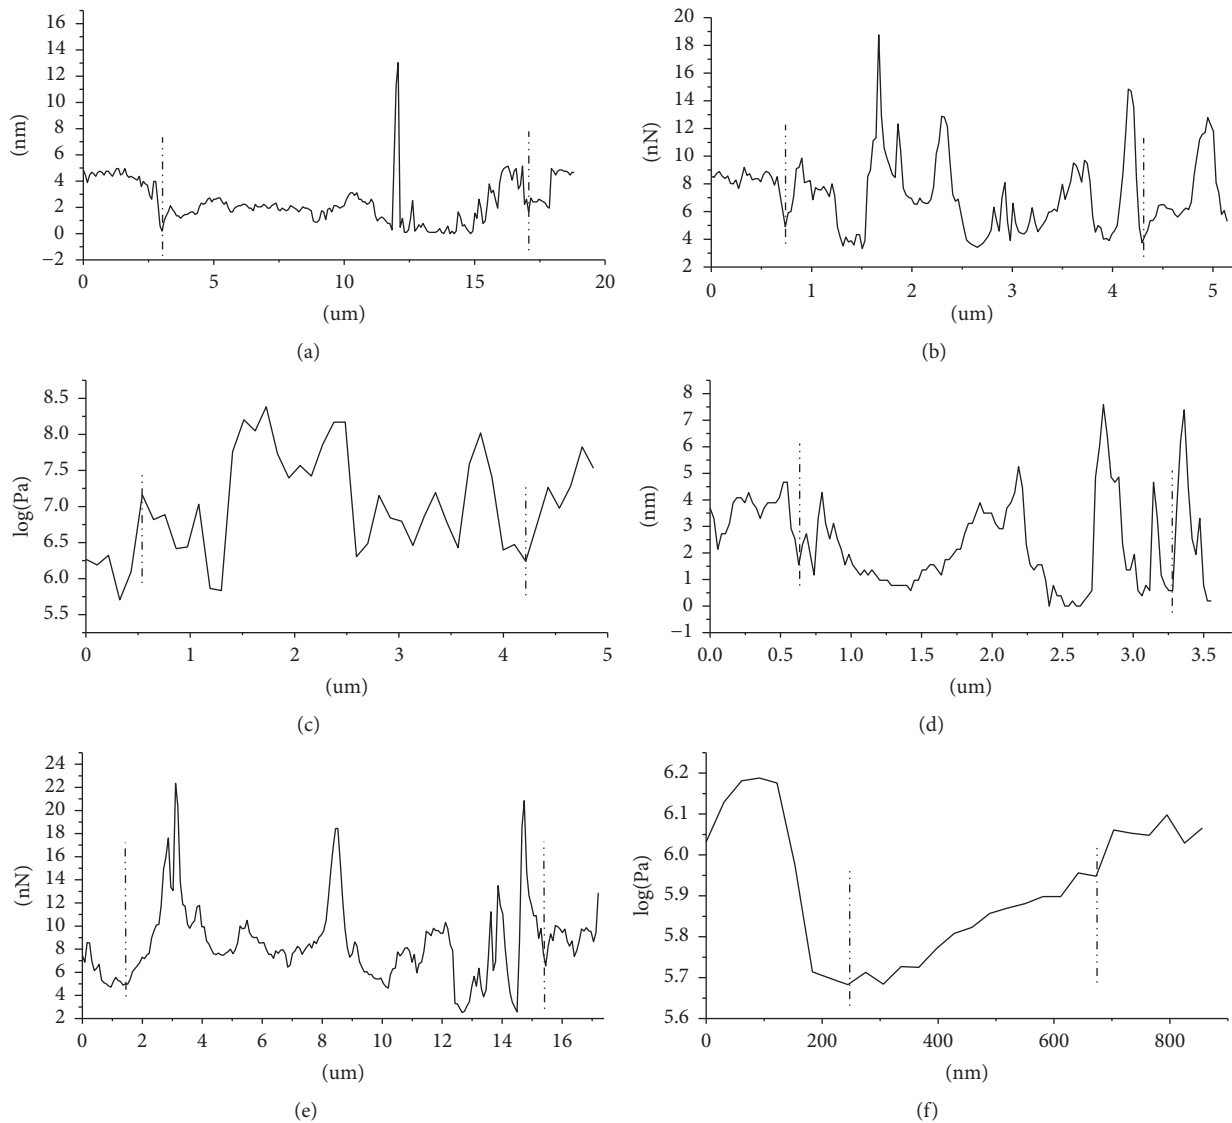 16
14
12
10
8
6
4
2
0
−2
(nm)
0 5 10 15 20
(um)
(a)
20
18
16
14
12
10
8
6
4
2
(nN)
0 1 2 3 4 5
(um)
(b)
8.5
8.0
7.5
7.0
6.5
6.0
5.5
log(Pa)
0 1 2 3 4 5
(um)
(c)
8
7
6
5
4
3
2
1
0
−1
(nm)
0.0 0.5 1.0 1.5 2.0 2.5 3.0 3.5
(um)
(d)
24
22
20
18
16
14
12
10
8
6
4
2
(nN)
0 2 4 6 8 10 12 14 16
(um)
(e)
6.2
6.1
6.0
5.9
5.8
5.7
5.6
log(Pa)
0 200 400 600 800
(nm)
(f)